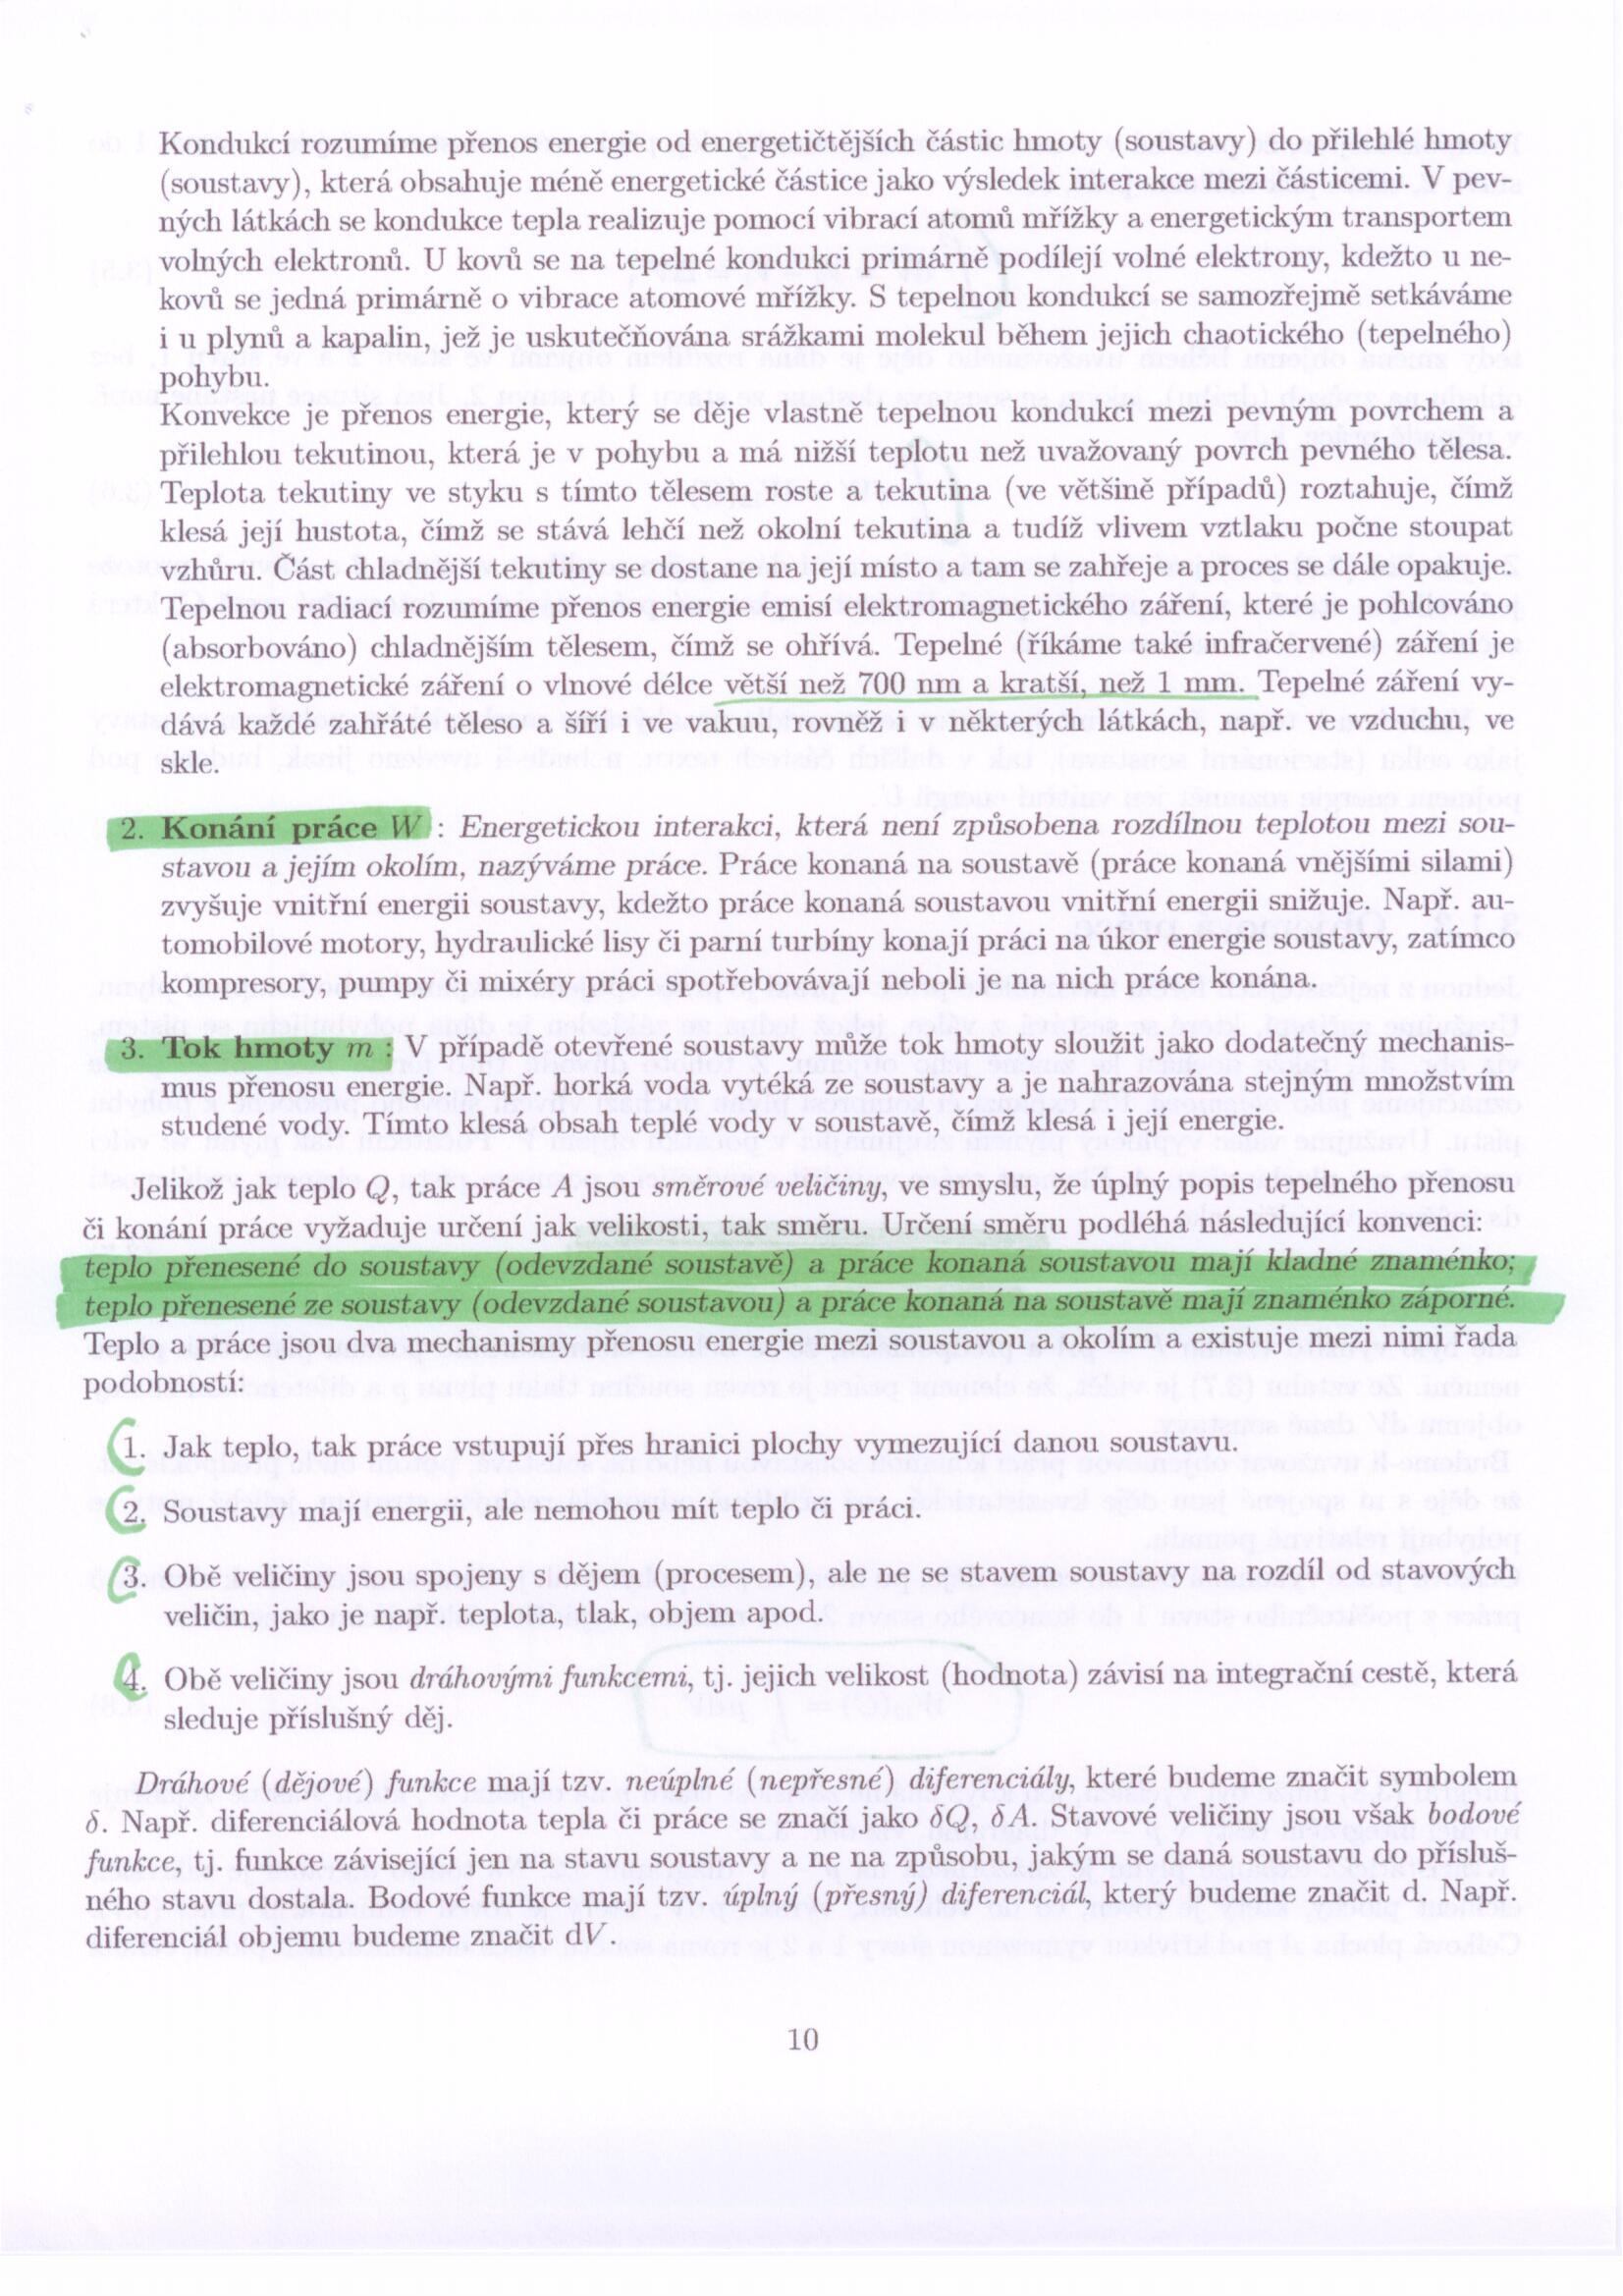 Kondukcí rozumíme přenos energie od energetičtějších částic hmoty (soustavy) do přilehlé hmoty
(soustavy), která obsahuje méně energetické částice jako výsledek interakce mezi částicemi. V pev-
ných látkách se kondukce tepla realizuje pomocí vibrací atomů mřížky a energetickým transportem
volných elektronů. U kovů se na tepelné kondukci primárně podílejí volné elektrony, kdežto u ne-
kovů se jedná primárně o vibrace atomové mřížky. S tepelnou kondukcí se samozřejmě setkáváme
i u plynů a kapalin, jež je uskutečňována srážkami molekul během jejich chaotického (tepelného)
pohybu.
Konvekce je přenos energie, který se děje vlastně tepelnou kondukcí mezi pevným povrchem a
přilehlou tekutinou, která je v pohybu a má nižší teplotu než uvažovaný povrch pevného tělesa.
Teplota tekutiny ve styku s tímto tělesem roste a tekutina (ve většině případů) roztahuje, čímž
klesá její hustota, čímž se stává lehčí než okolní tekutina a tudíž vlivem vztlaku počne stoupat
vzhůru. Část chladnější tekutiny se dostane na její místo a tam se zahřeje a proces se dále opakuje.
Tepelnou radiací rozumíme přenos energie emisí elektromagnetického záření, které je pohlcováno
(absorbováno) chladnějším tělesem, čímž se ohřívá. Tepelné (říkáme také infračervené) záření je
elektromagnetické záření o vlnové délce větší než 700 nm a kratší, než 1 mm. Tepelné záření vy-
dává každé zahřáté těleso a šíří i ve vakuu, rovněž i v některých látkách, např. ve vzduchu, ve
skle.
2. Konání práce W : Energetickou interakci, která není způsobena rozdílnou teplotou mezi sou-
stavou a jejím okolím, nazýváme práce. Práce konaná na soustavě (práce konaná vnějšími silami)
zvyšuje vnitřní energii soustavy, kdežto práce konaná soustavou vnitřní energii snižuje. Např. au-
tomobilové motory, hydraulické lisy či parní turbíny konají práci na úkor energie soustavy, zatímco
kompresory, pumpy či mixéry práci spotřebovávají neboli je na nich práce konána.
3. Tok hmoty m : V případě otevřené soustavy může tok hmoty sloužit jako dodatečný mechanis-
mus přenosu energie. Např. horká voda vytéká ze soustavy a je nahrazována stejným množstvím
studené vody. Tímto klesá obsah teplé vody v soustavě, čímž klesá i její energie.
Jelikož jak teplo Q, tak práce A jsou směrové veličiny, ve smyslu, že úplný popis tepelného přenosu
či konání práce vyžaduje určení jak velikosti, tak směru. Určení směru podléhá následující konvenci:
teplo přenesené do soustavy (odevzdané soustavě) a práce konaná soustavou mají kladné znaménko;
teplo přenesené ze soustavy (odevzdané soustavou) a práce konaná na soustavě mají znaménko záporné.
Teplo a práce jsou dva mechanismy přenosu energie mezi soustavou a okolím a existuje mezi nimi řada
podobností:
1. Jak teplo, tak práce vstupují přes hranici plochy vymezující danou soustavu.
2. Soustavy mají energii, ale nemohou mít teplo či práci.
3. Obě veličiny jsou spojeny s dějem (procesem), ale ne se stavem soustavy na rozdíl od stavových
veličin, jako je např. teplota, tlak, objem apod.
4. Obě veličiny jsou dráhovými funkcemi, tj. jejich velikost (hodnota) závisí na integrační cestě, která
sleduje příslušný děj.
Dráhové (dějové) funkce mají tzv. neúplné (nepřesné) diferenciály, které budeme značit symbolem
δ. Např. diferenciálová hodnota tepla či práce se značí jako δQ, δA. Stavové veličiny jsou však bodové
funkce, tj. funkce závisející jen na stavu soustavy a ne na způsobu, jakým se daná soustavu do přísluš-
ného stavu dostala. Bodové funkce mají tzv. úplný (přesný) diferenciál, který budeme značit d. Např.
diferenciál objemu budeme značit dV.
10